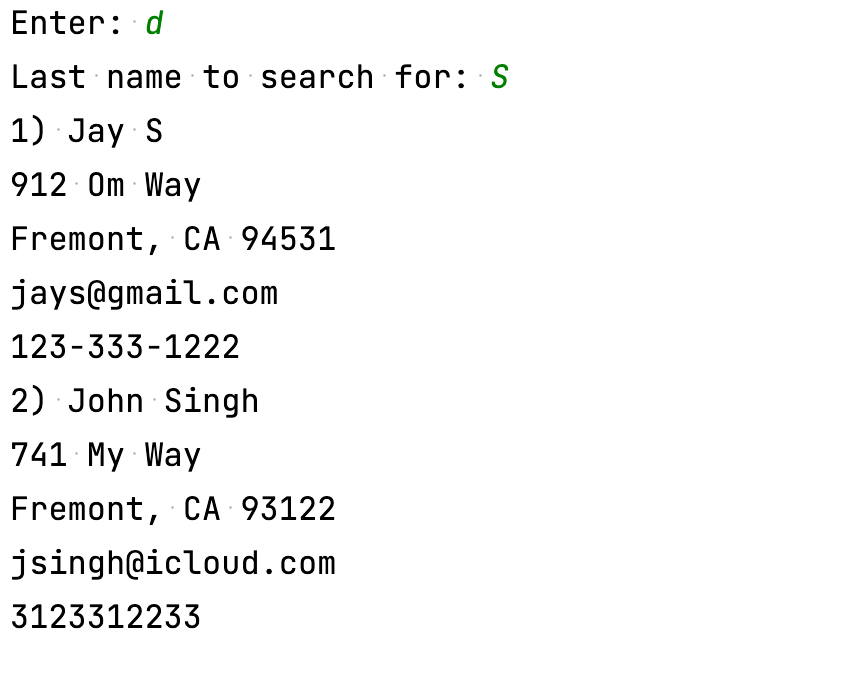 Enter: d
Last name to search for: S
1) Jay S
912 Om Way
Fremont, CA 94531
jays@gmail.com
123-333-1222
2) John Singh
741 My Way
Fremont, CA 93122
jsingh@icloud.com
3123312233